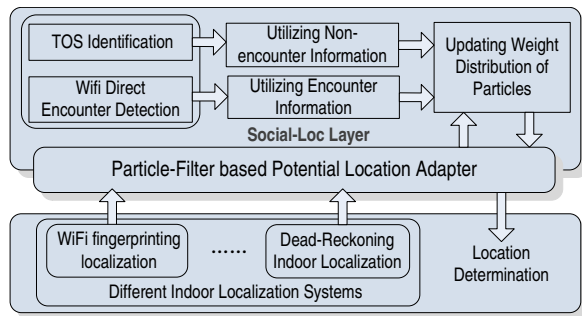 TOS Identification
Utilizing Non-
encounter Information
Updating Weight
Distribution of
Particles
Wifi Direct
Encounter Detection
Utilizing Encounter
Information
Social-Loc Layer
Particle-Filter based Potential Location Adapter
WiFi fingerprinting
localization
......
Dead-Reckoning
Indoor Localization
Different Indoor Localization Systems
Location
Determination